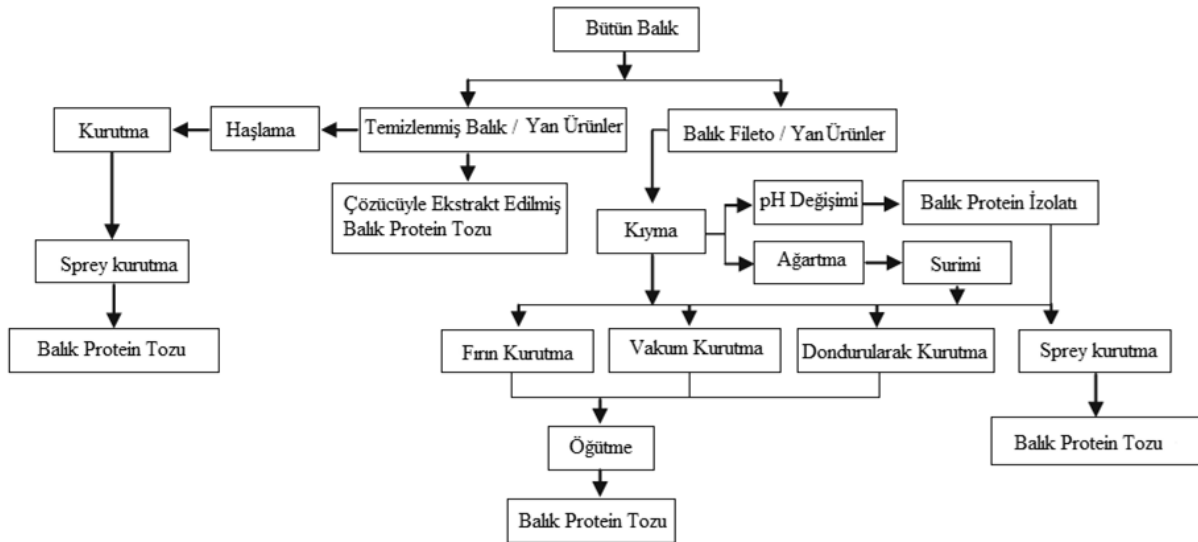 Bütün Balık
Kurutma
Haşlama
Temizlenmiş Balık / Yan Ürünler
Balık Fileto / Yan Ürünler
Çözücüyle Ekstrakt Edilmiş
Balık Protein Tozu
pH Değişimi
Balık Protein İzolatı
Kıyma
Ağartma
Surimi
Sprey kurutma
Balık Protein Tozu
Fırın Kurutma
Vakum Kurutma
Dondurularak Kurutma
Sprey kurutma
Öğütme
Balık Protein Tozu
Balık Protein Tozu